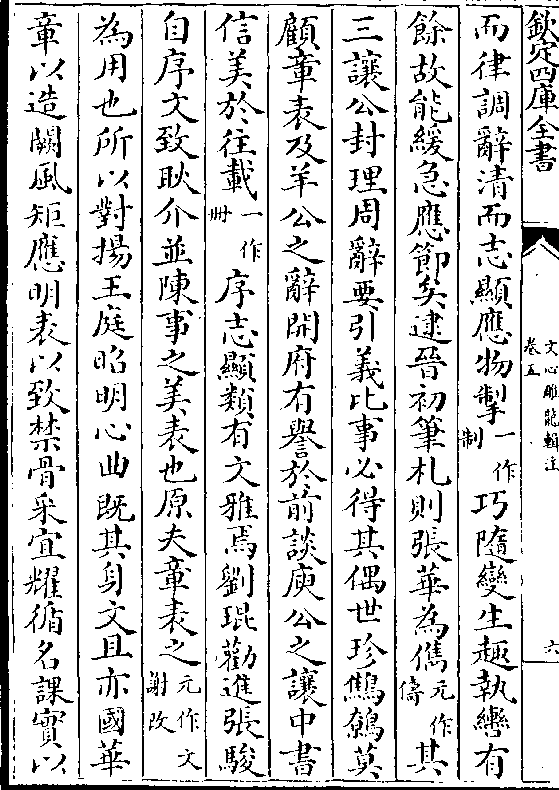 欽定四庫全書
文心雕龍輯注
卷五
六
而律調辭清而志顯應物掣一作制巧隨變生趣執轡有
餘故能緩急應節矣逮晉初筆札則張華為儁元作儔其
三讓公封理周辭要引義比事必得其偶世珍鷦鷯莫
顧章表及羊公之辭開府有譽於前談庾公之讓中書
信美於往載一作冊序志顯類有文雅焉劉琨勸進張駿
自序文致耿介並陳事之美表也原夫章表之元作文謝改
為用也所以對揚王庭昭明心曲既其身文且亦國華
章以造闕風矩應明表以致禁骨采宜耀循名課實以